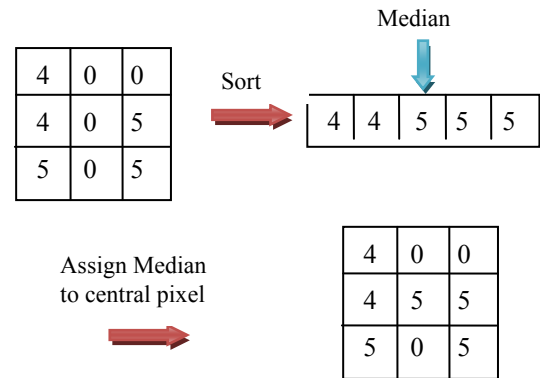 Median
4 0 0
4 0 5
5 0 5
Sort
4 4 5 5 5
Assign Median
to central pixel
4 0 0
4 5 5
5 0 5